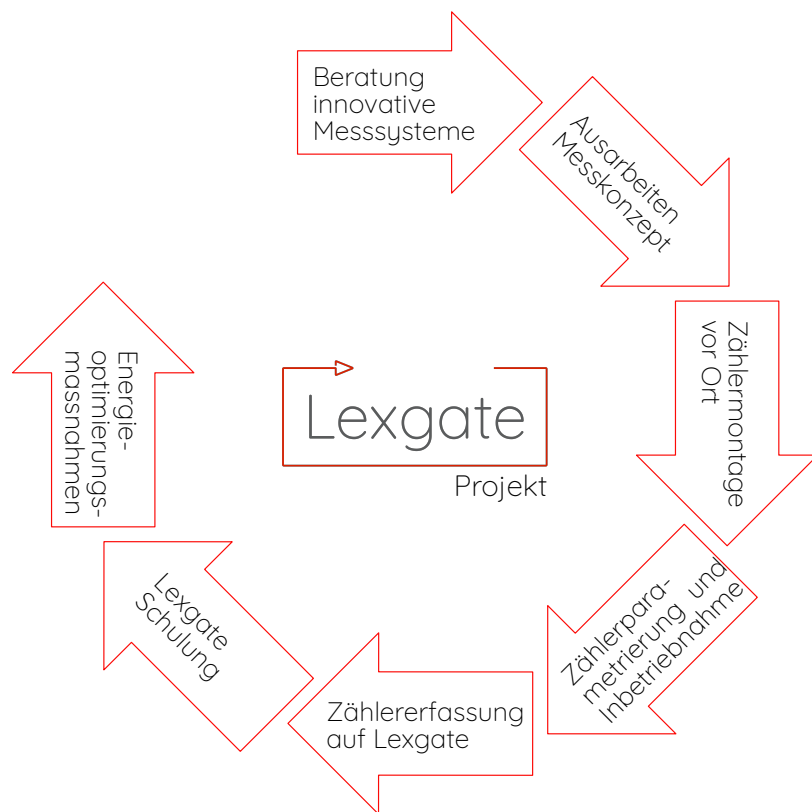 Beratung
innovative
Messsysteme
Ausarbeiten
Messkonzept
Zählermontage
vor Ort
Zählerpara-
metrierung und
Inbetriebnahme
Zählererfassung
auf Lexgate
Lexgate
Schulung
Energie-
optimierungs-
massnahmen
Lexgate
Projekt